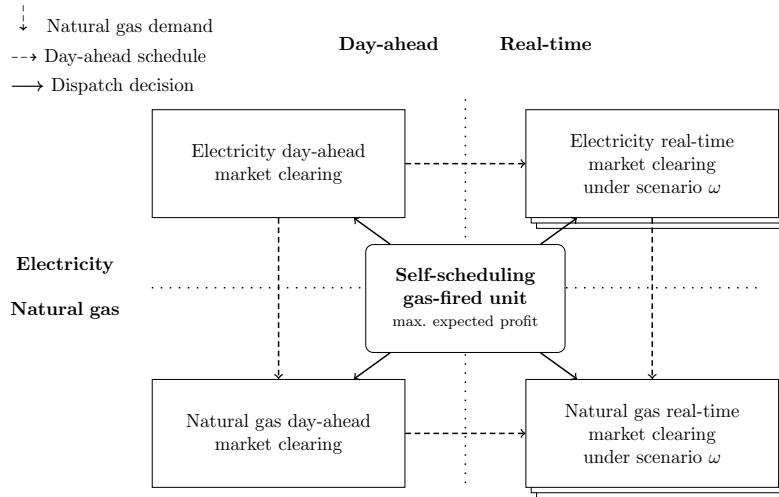 Natural gas demand
Day-ahead schedule
Dispatch decision
Day-ahead
Real-time
Electricity day-ahead
market clearing
Electricity real-time
market clearing
under scenario ω
Electricity
Natural gas
Self-scheduling
gas-fired unit
max. expected profit
Natural gas day-ahead
market clearing
Natural gas real-time
market clearing
under scenario ω